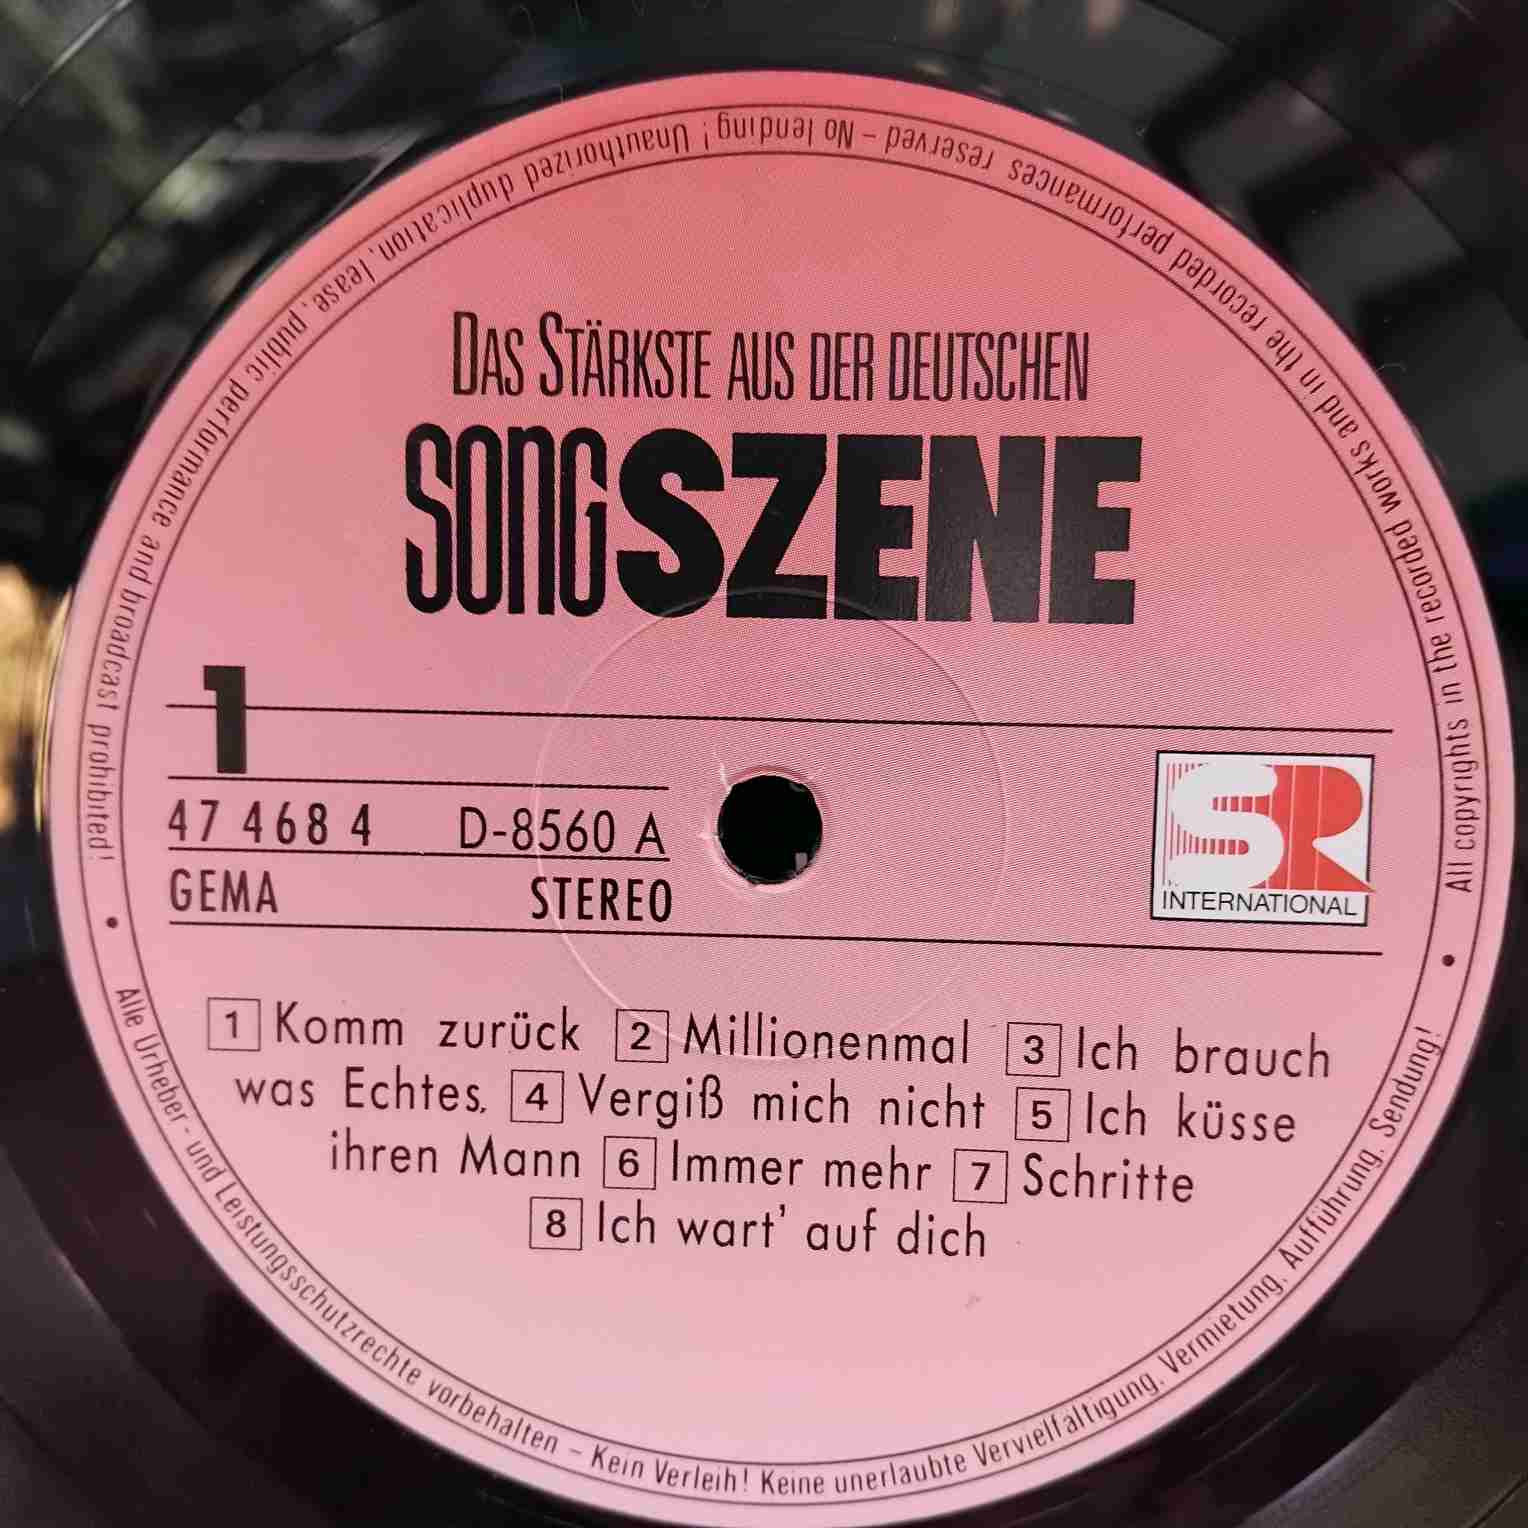 DAS STÄRKSTE AUS DER DEUTSCHEN
SONGSZENE
1
47 468 4 D-8560 A
GEMA STEREO
SR
INTERNATIONAL
1 Komm zurück 2 Millionenmal 3 Ich brauch
was Echtes. 4 Vergiß mich nicht 5 Ich küsse
ihren Mann 6 Immer mehr 7 Schritte
8 Ich wart' auf dich
Alle Urheber- und Leistungsschutzrechte vorbehalten – Kein Verleih! Keine unerlaubte Vervielfältigung, Vermietung, Aufführung, Sendung!
All copyrights in the recorded works and in the recorded performances reserved – No lending! Unauthorized duplication, lease, public performance and broadcast prohibited!